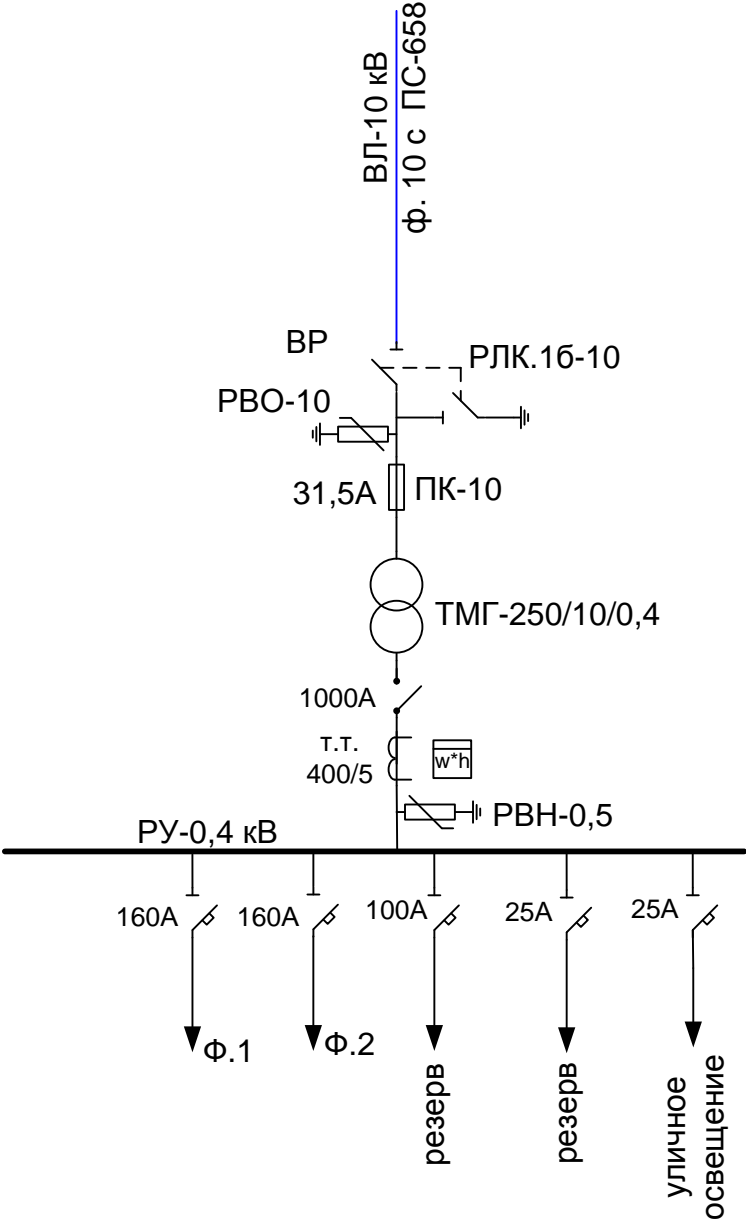 ВЛ-10 кВ
ф. 10 с ПС-658
ВР
РЛК.1б-10
РВО-10
31,5А
ПК-10
ТМГ-250/10/0,4
1000А
т.т.
400/5
w*h
РВН-0,5
РУ-0,4 кВ
160А
160А
100А
25А
25А
Ф.1
Ф.2
резерв
резерв
уличное
освещение